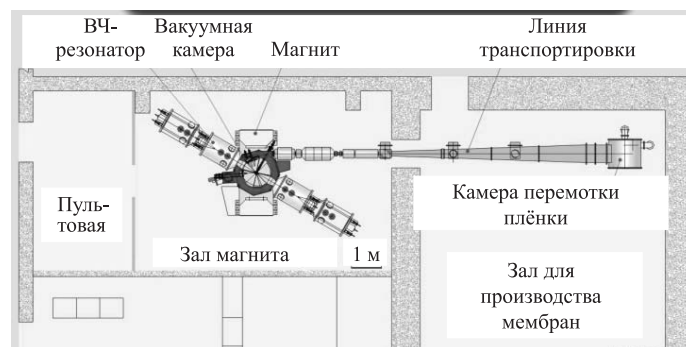 ВЧ-
резонатор
Вакуумная
камера
Магнит
Линия
транспортировки
Камера перемотки
плёнки
Пуль-
товая
Зал магнита
1 м
Зал для
производства
мембран